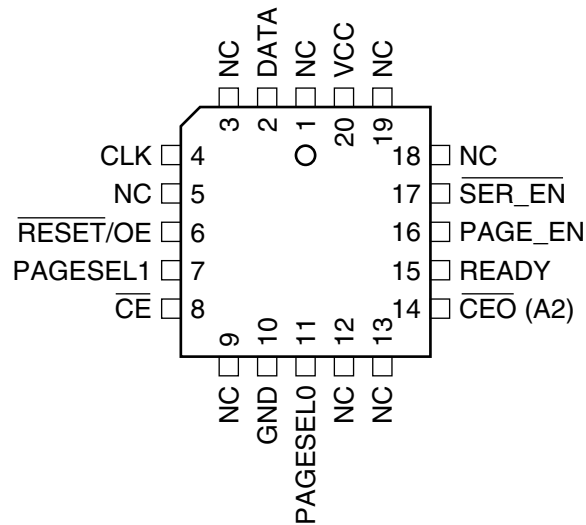 NC DATA NC VCC NC
3 2 1 20 19
CLK 4 18 NC
NC 5 17 SER_EN
RESET/OE 6 16 PAGE_EN
PAGESEL1 7 15 READY
CE 8 14 CEO (A2)
9 10 11 12 13
NC GND PAGESEL0 NC NC